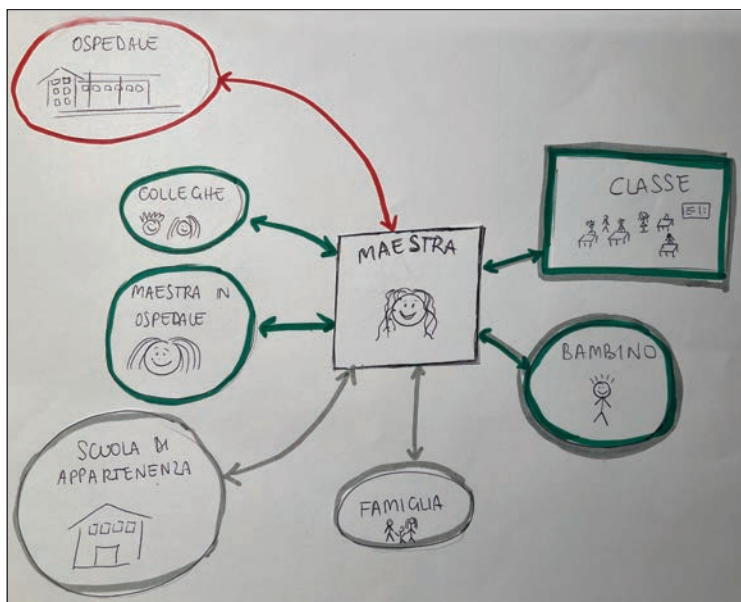 OSPEDALE
COLLEGHE
MAESTRA
CLASSE
MAESTRA IN
OSPEDALE
BAMBINO
SCUOLA DI
APPARTENENZA
FAMIGLIA